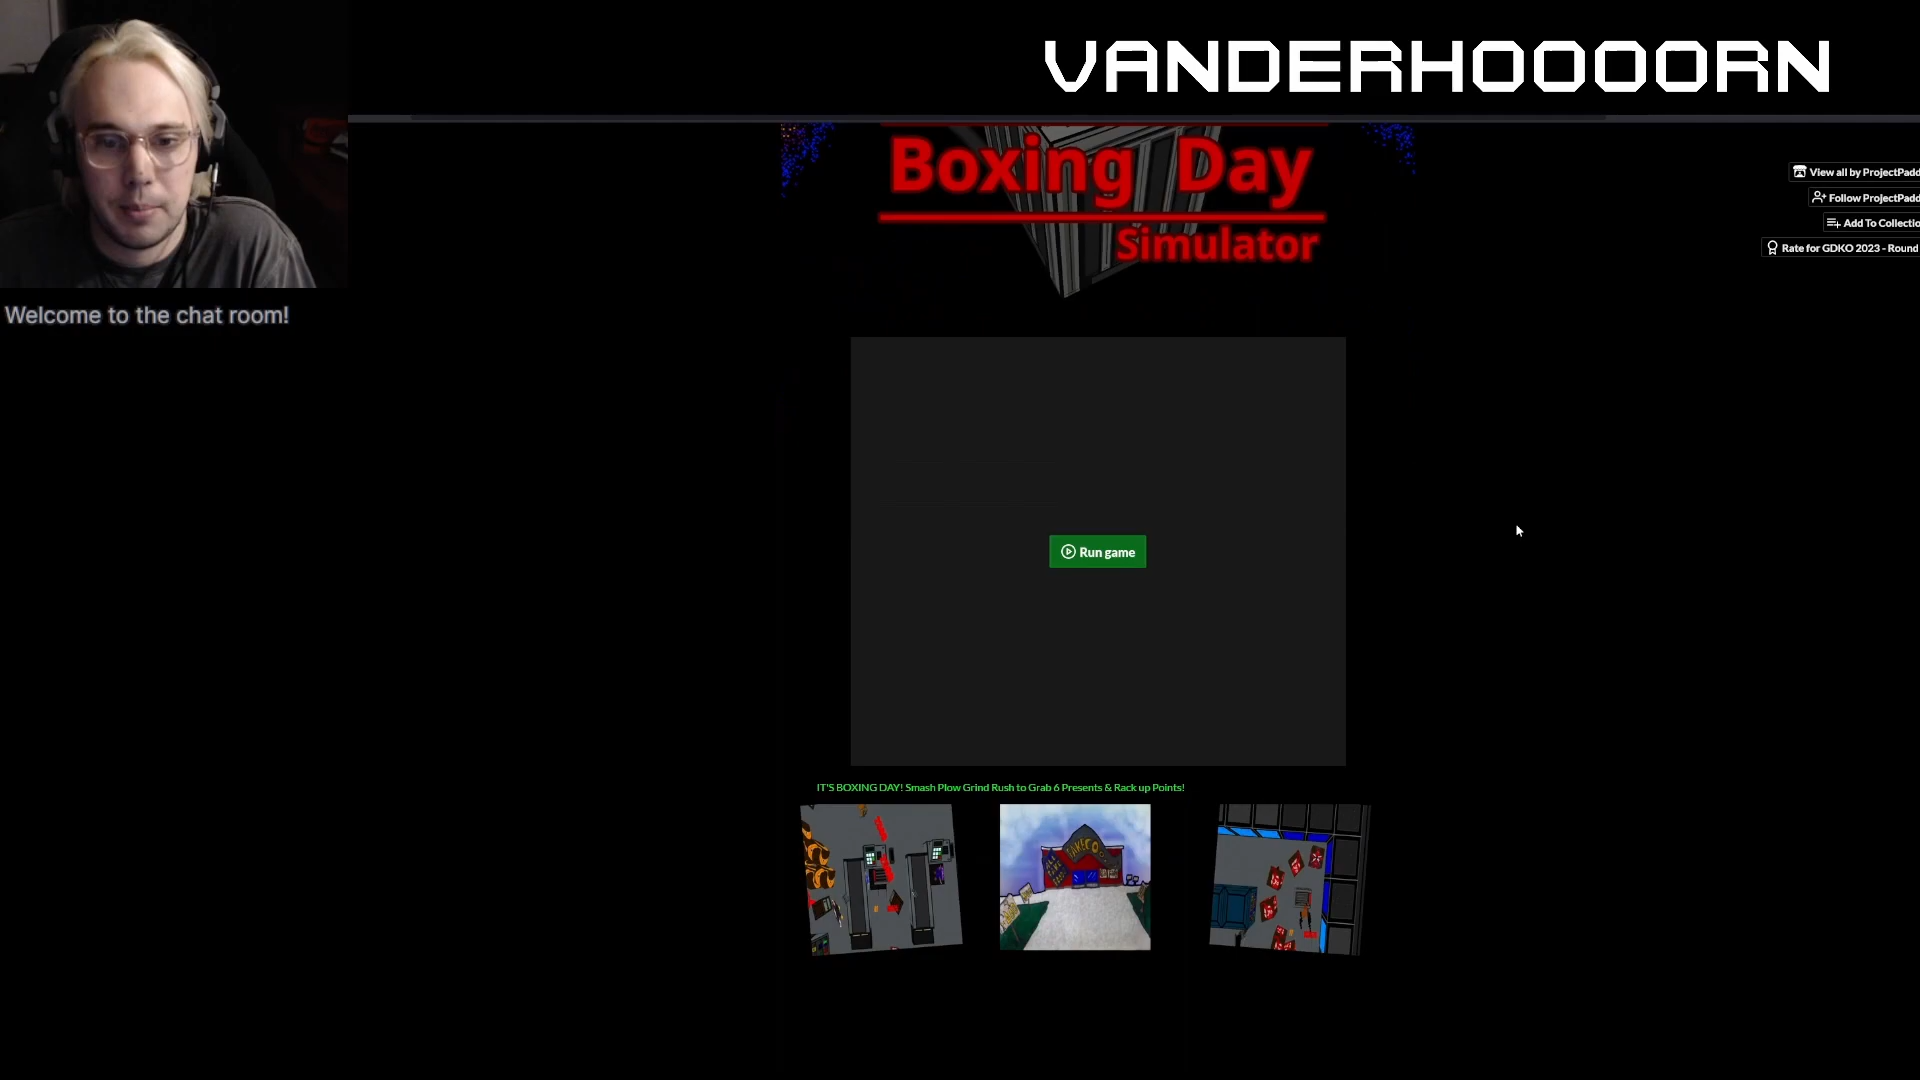 VANDERHOOOORN
Boxing Day
Simulator
View all by ProjectPadd
Follow ProjectPadd
Add To Collectio
Rate for GDKO 2023 - Round
Welcome to the chat room!
Run game
IT'S BOXING DAY! Smash Plow Grind Rush to Grab 6 Presents & Rack up Points!